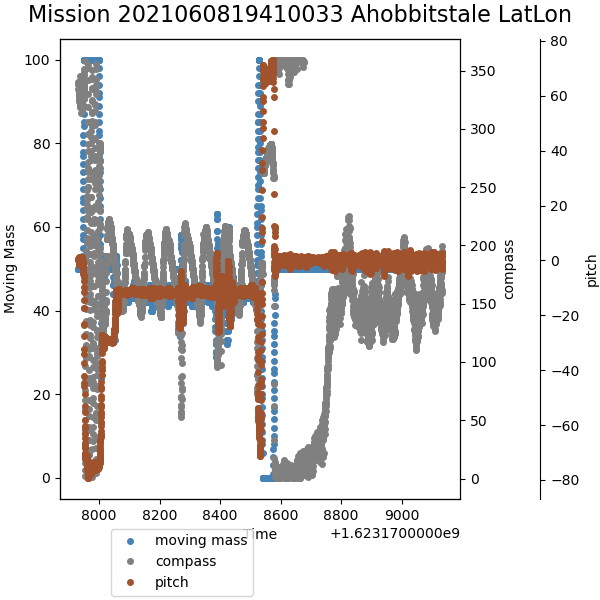 Mission 2021060819410033 Ahobbitstale LatLon
100
80
60
40
20
0
Moving Mass
350
300
250
200
150
100
50
0
compass
80
60
40
20
0
−20
−40
−60
−80
pitch
8000 8200 8400 8600 8800 9000
Time
+1.6231700000e9
moving mass
compass
pitch